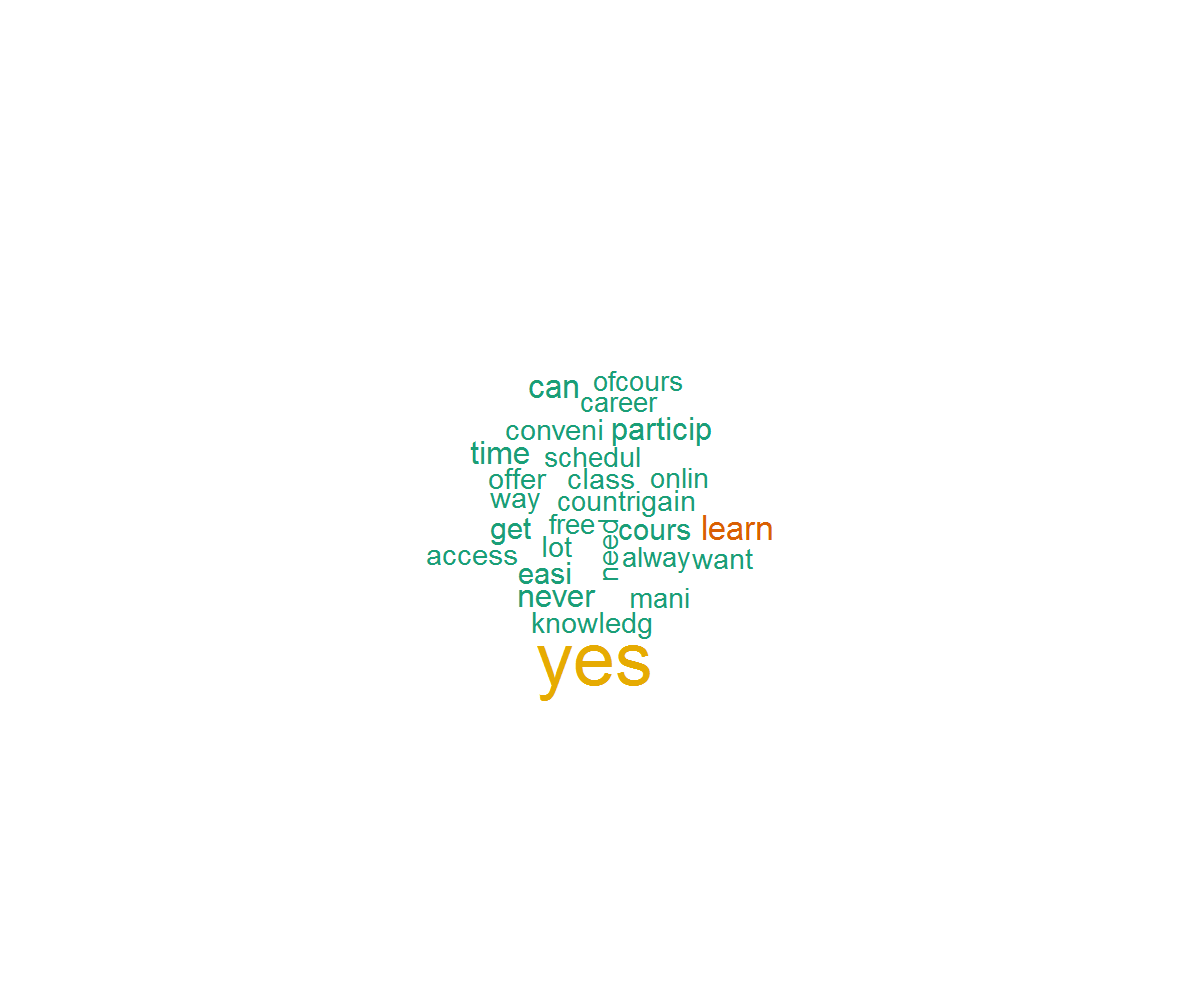 can ofcours
career
conveni particip
time schedul
offer class onlin
way countri gain
get free need cours learn
access lot alway want
easi
never mani
knowledg
yes